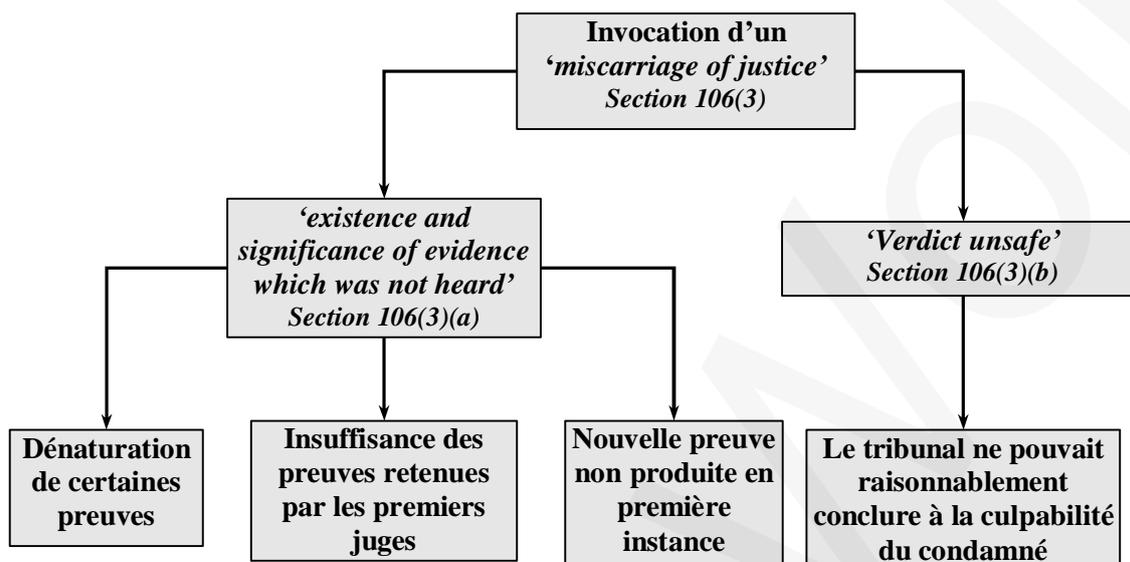 Invocation d’un
‘miscarriage of justice’
Section 106(3)
‘existence and
significance of evidence
which was not heard’
Section 106(3)(a)
‘Verdict unsafe’
Section 106(3)(b)
Dénaturation
de certaines
preuves
Insuffisance des
preuves retenues
par les premiers
juges
Nouvelle preuve
non produite en
première
instance
Le tribunal ne pouvait
raisonnablement
conclure à la culpabilité
du condamné